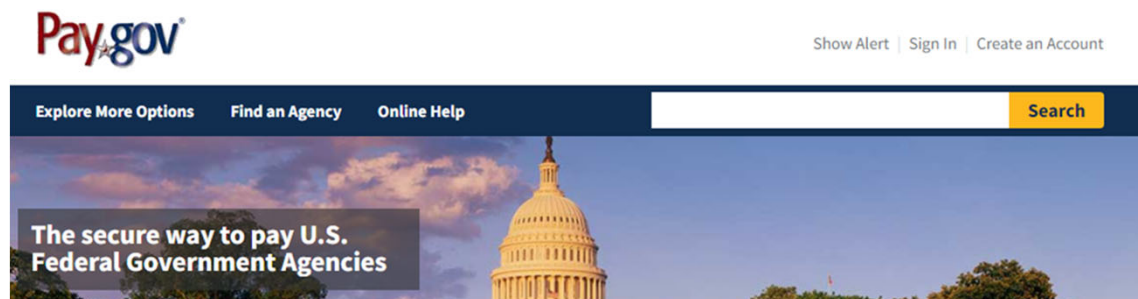 Pay.gov®
Show Alert | Sign In | Create an Account
Explore More Options Find an Agency Online Help Search
The secure way to pay U.S.
Federal Government Agencies